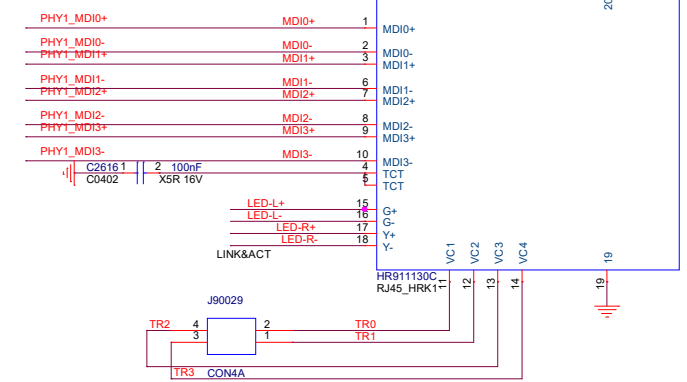 20
PHY1_MDI0+ MDI0+ 1 MDI0+
PHY1_MDI0- MDI0- 2 MDI0-
PHY1_MDI1+ MDI1+ 3 MDI1+
PHY1_MDI1- MDI1- 6 MDI1-
PHY1_MDI2+ MDI2+ 7 MDI2+
PHY1_MDI2- MDI2- 8 MDI2-
PHY1_MDI3+ MDI3+ 9 MDI3+
PHY1_MDI3- MDI3- 10 MDI3-
C2616 1 2 100nF 4 TCT
C0402 X5R 16V 5 TCT
LED-L+ 15 G+
LED-L- 16 G-
LED-R+ 17 Y+
LED-R- 18 Y-
LINK&ACT
VC1 VC2 VC3 VC4 19
HR911130C
RJ45_HRK1
11 12 13 14 19
J90029
TR2 4 2 TR0
3 1 TR1
TR3 CON4A